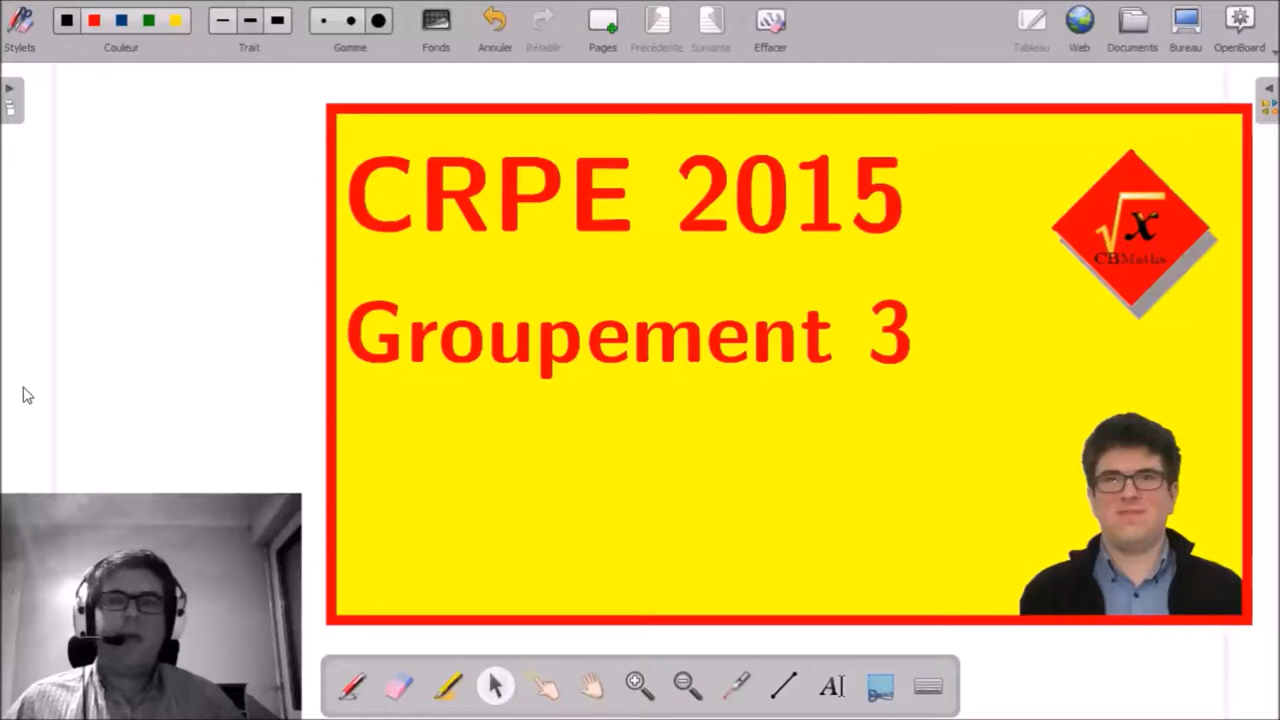 Stylets
Couleur
Trait
Gomme
Fonds
Annuler
Rétablir
Pages
Précédente
Suivante
Effacer
Tableau
Web
Documents
Bureau
OpenBoard
CRPE 2015
√x
CBMaths
Groupement 3
AI